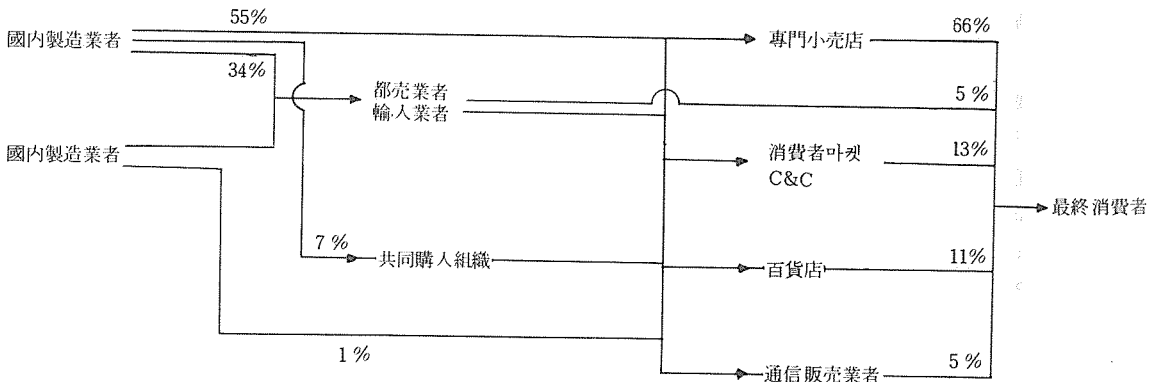 55%
國內製造業者
34%
都売業者
輸入業者
國內製造業者
7 %
共同購入組織
1 %
專門小売店
66%
5 %
消費者마켓
C&C
13%
最終消費者
百貨店
11%
通信販売業者
5 %